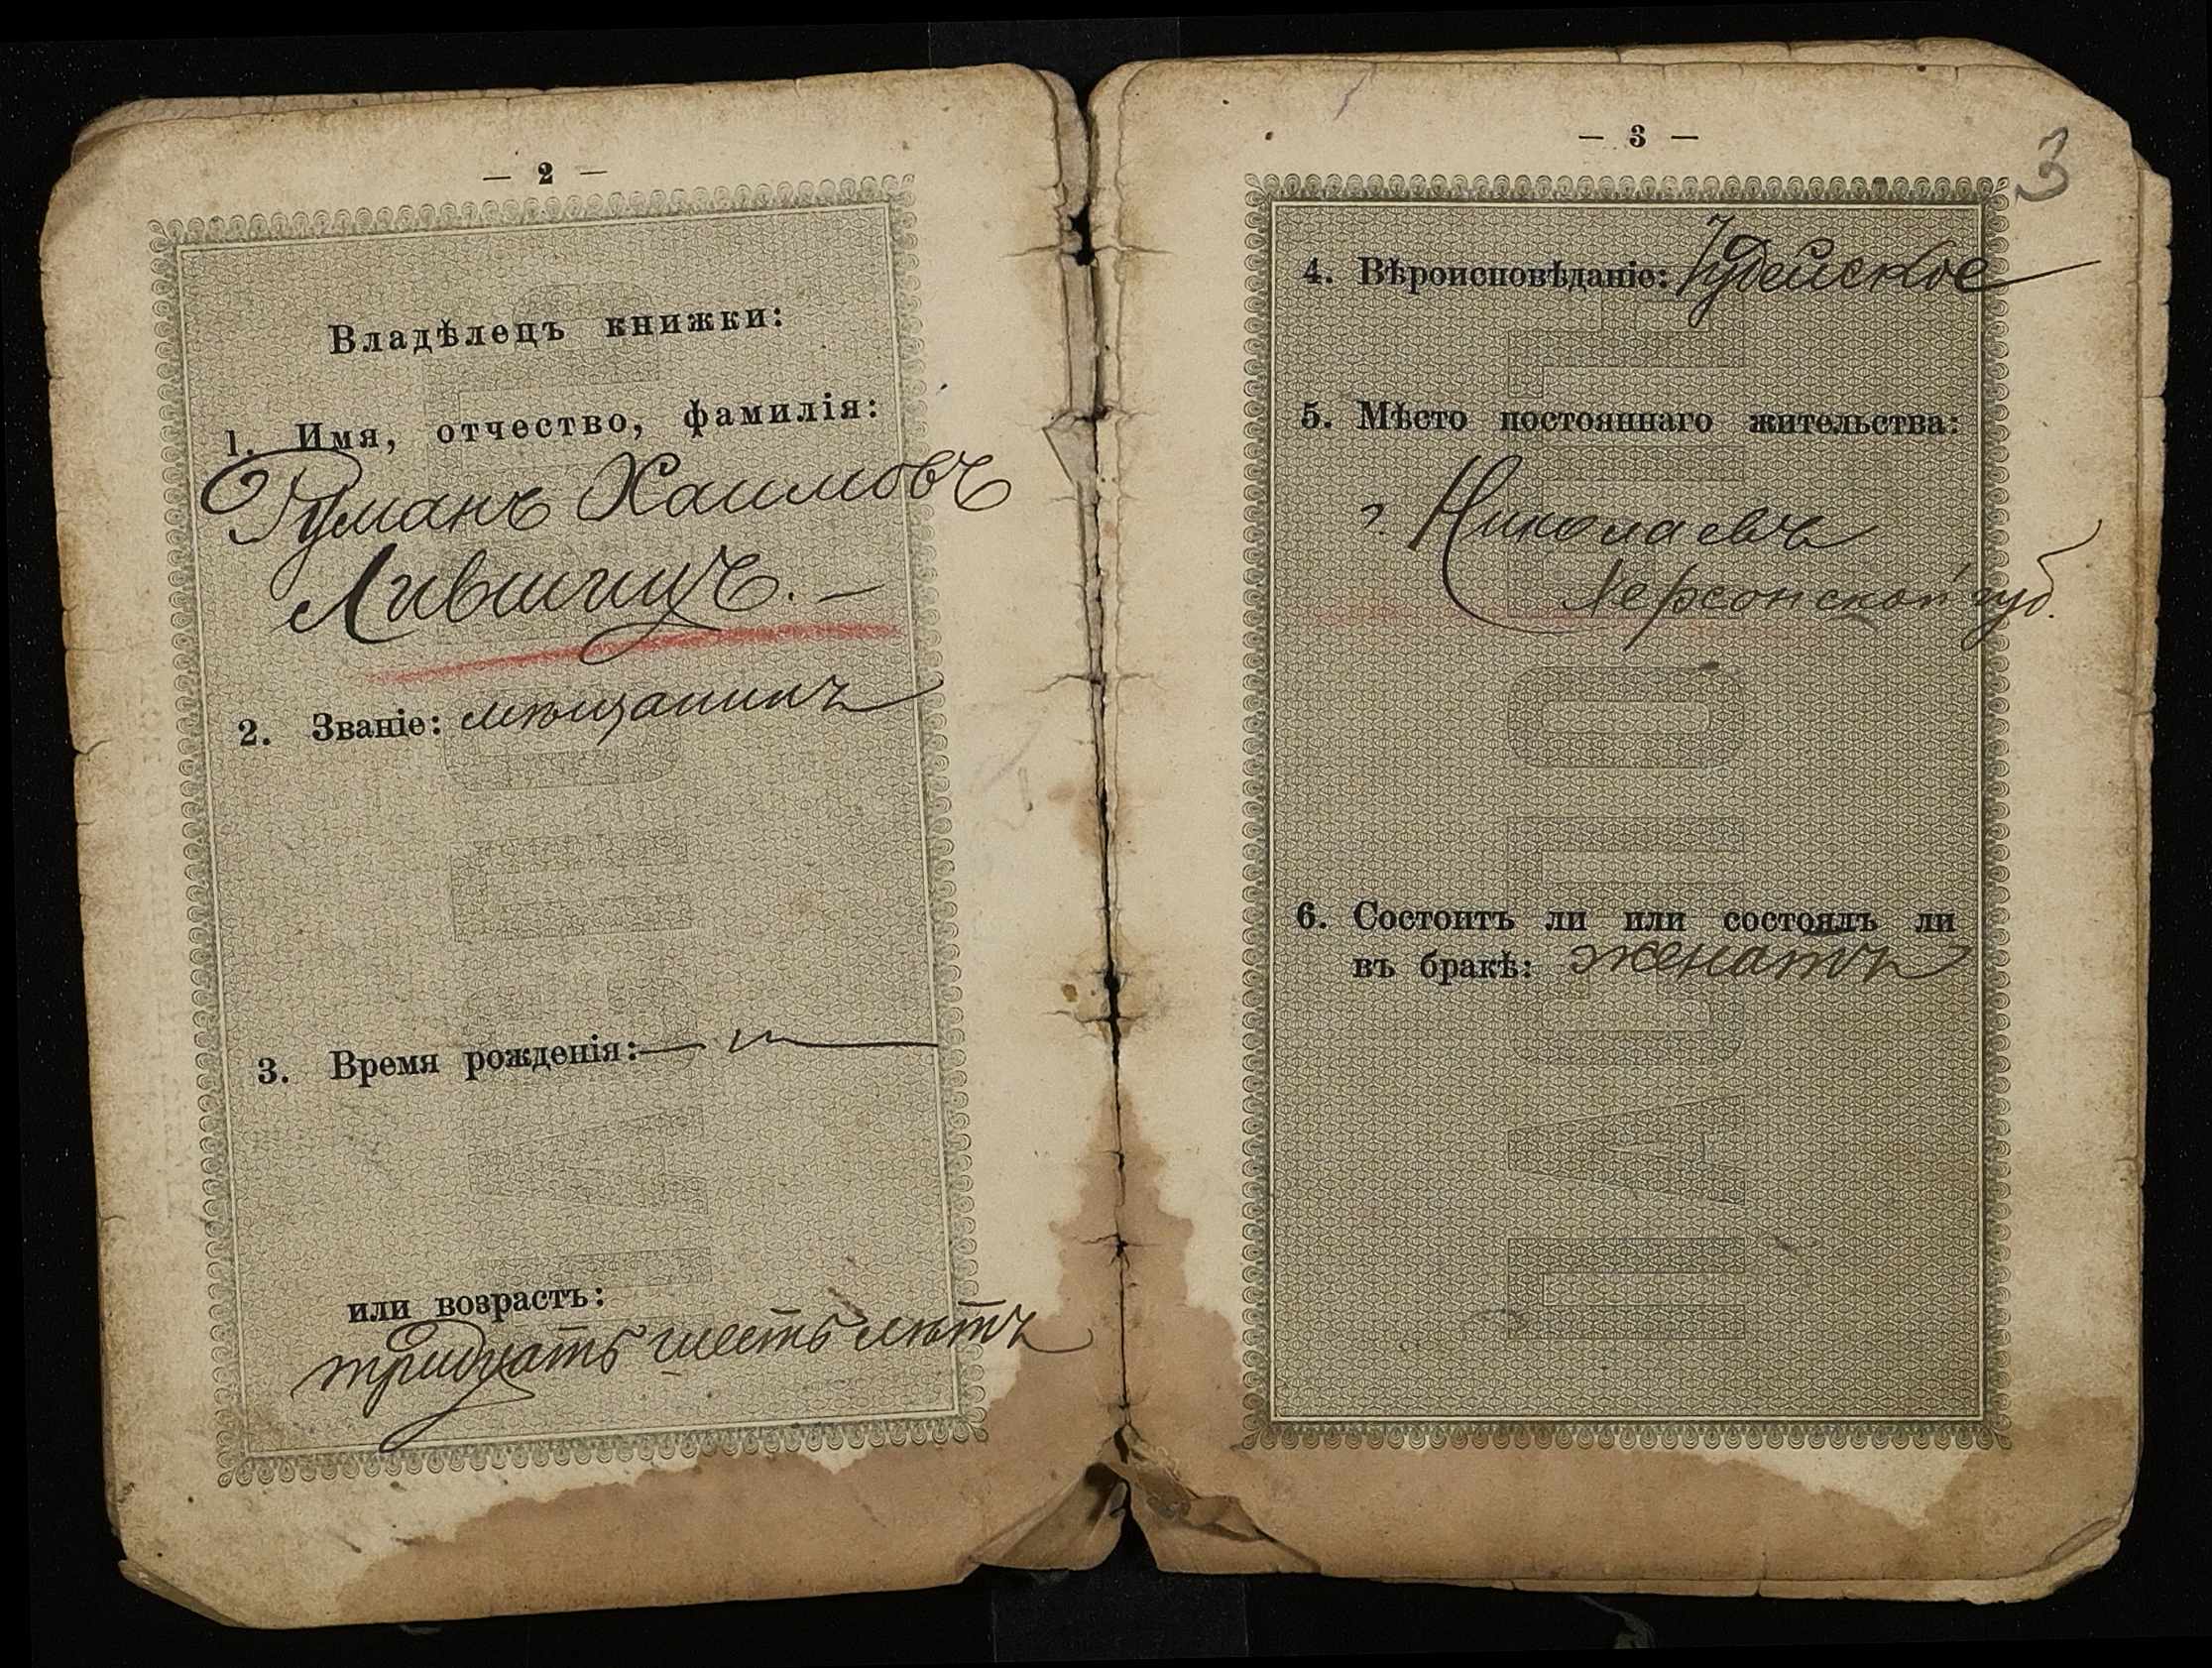 — 2 —
Владѣлецъ книжки:
1. Имя, отчество, фамилія:
Гуманъ Хаимовъ
Лившицъ. —
2. Званіе: мѣщанинъ
3. Время рожденія: — —
или возрастъ:
тридцать шесть лѣтъ
— 3 —
3
4. Вѣроисповѣданіе: Іудейское
5. Мѣсто постояннаго жительства:
г. Николаевъ
Херсонской губ.
6. Состоитъ ли или состоялъ ли
въ бракѣ: женатъ
ПАСПОРТ